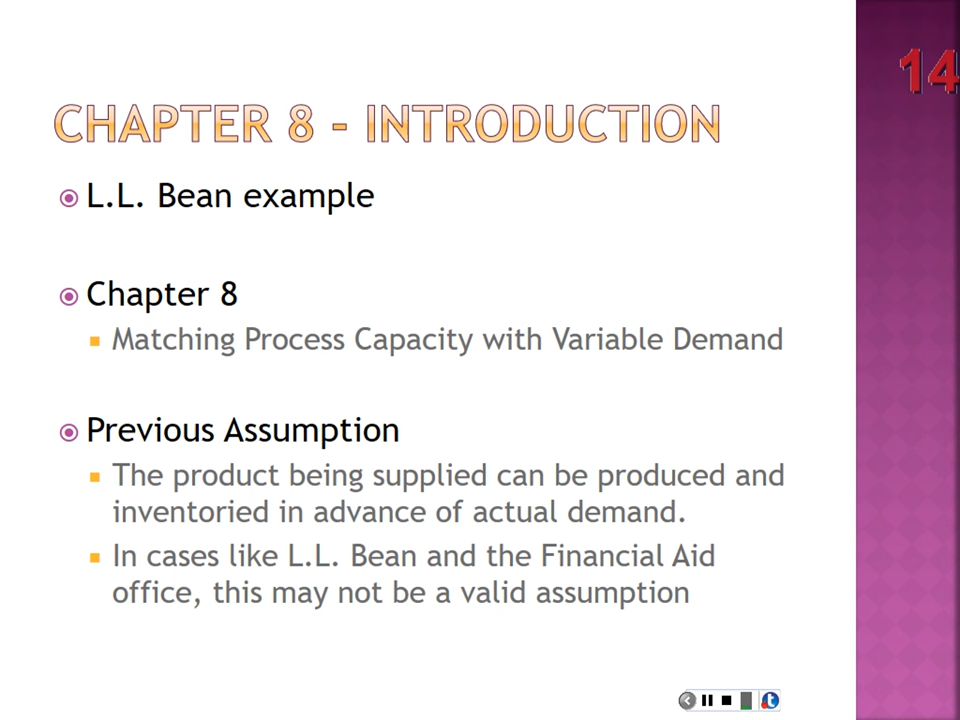 14
CHAPTER 8 - INTRODUCTION
L.L. Bean example
Chapter 8
Matching Process Capacity with Variable Demand
Previous Assumption
The product being supplied can be produced and
inventoried in advance of actual demand.
In cases like L.L. Bean and the Financial Aid
office, this may not be a valid assumption